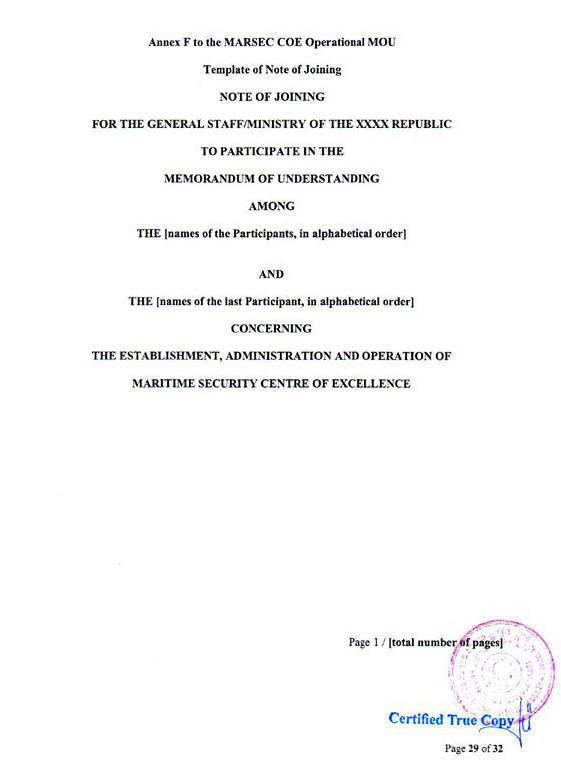 Annex F to the MARSEC COE Operational MOU
Template of Note of Joining
NOTE OF JOINING
FOR THE GENERAL STAFF/MINISTRY OF THE XXXX REPUBLIC
TO PARTICIPATE IN THE
MEMORANDUM OF UNDERSTANDING
AMONG
THE [names of the Participants, in alphabetical order]
AND
THE [names of the last Participant, in alphabetical order]
CONCERNING
THE ESTABLISHMENT, ADMINISTRATION AND OPERATION OF
MARITIME SECURITY CENTRE OF EXCELLENCE
Page 1 / [total number of pages]
Certified True Copy
Page 29 of 32